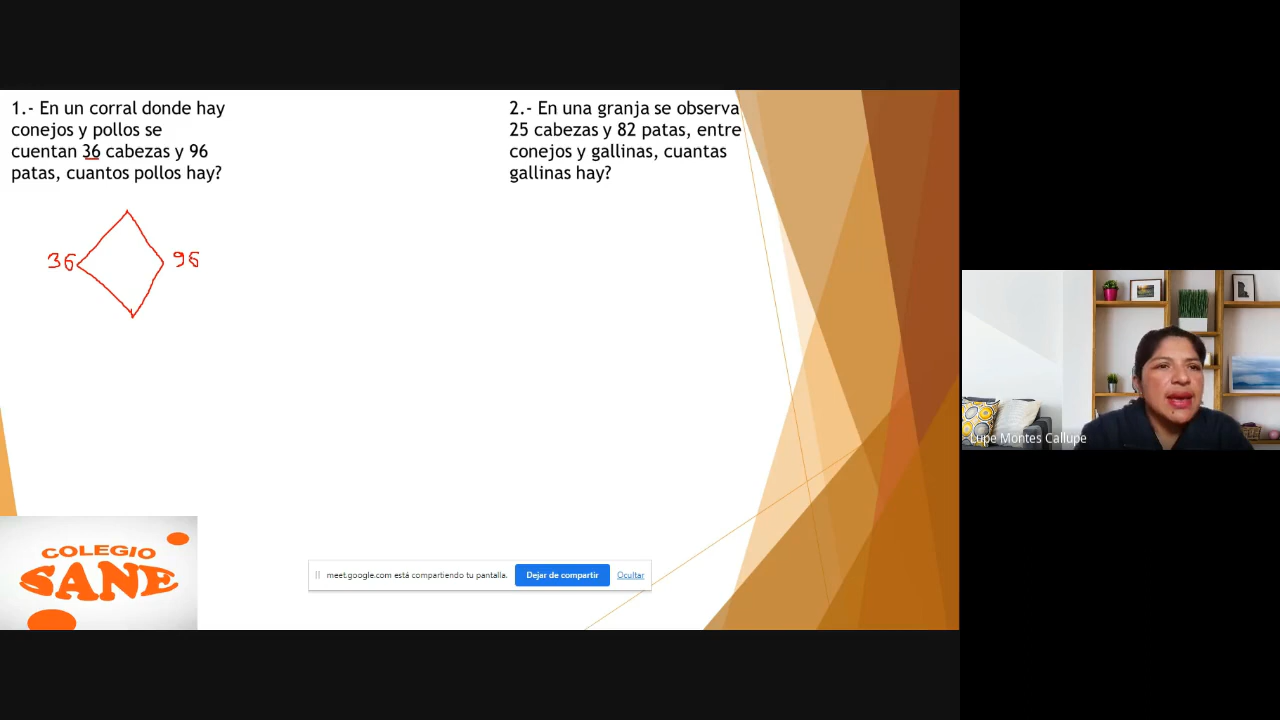 1.- En un corral donde hay
conejos y pollos se
cuentan 36 cabezas y 96
patas, cuantos pollos hay?
2.- En una granja se observa
25 cabezas y 82 patas, entre
conejos y gallinas, cuantas
gallinas hay?
36
96
Lupe Montes Callupe
COLEGIO
SANE
meet.google.com está compartiendo tu pantalla.
Dejar de compartir
Ocultar